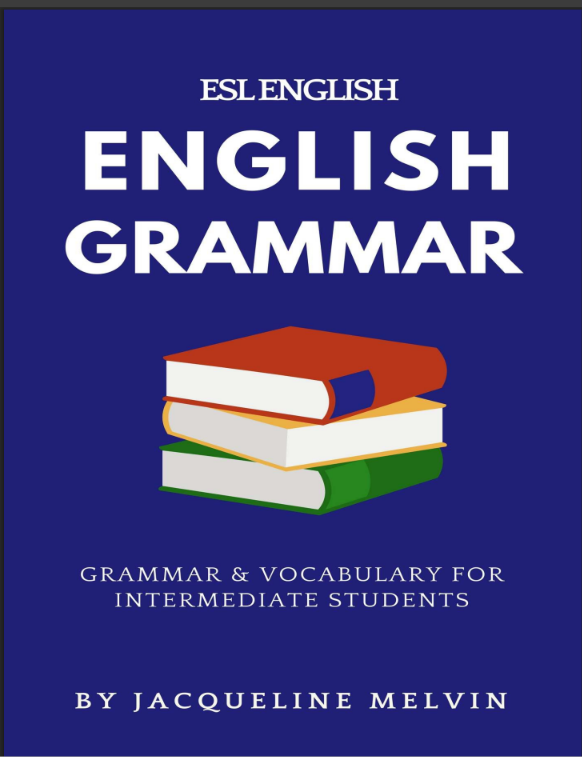 ESL ENGLISH
ENGLISH
GRAMMAR
GRAMMAR & VOCABULARY FOR
INTERMEDIATE STUDENTS
BY JACQUELINE MELVIN